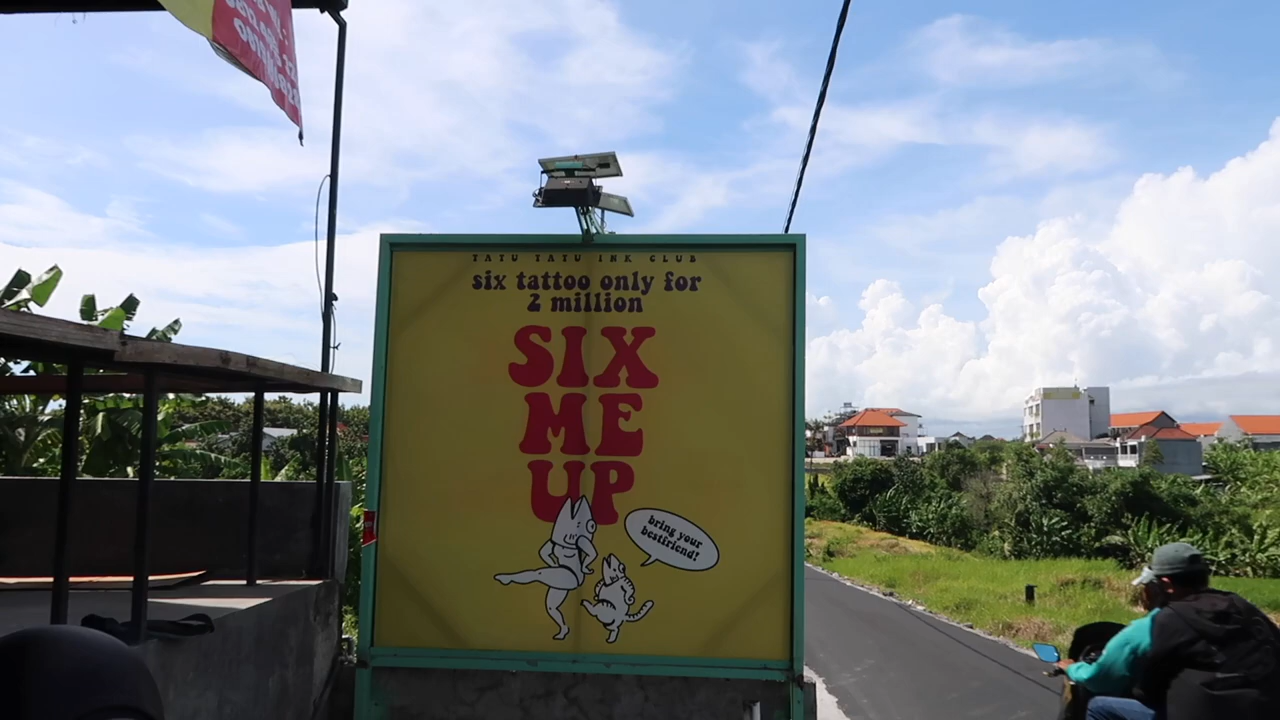 TATU TATU INK CLUB
six tattoo only for
2 million
SIX
ME
UP
bring your
bestfriend!